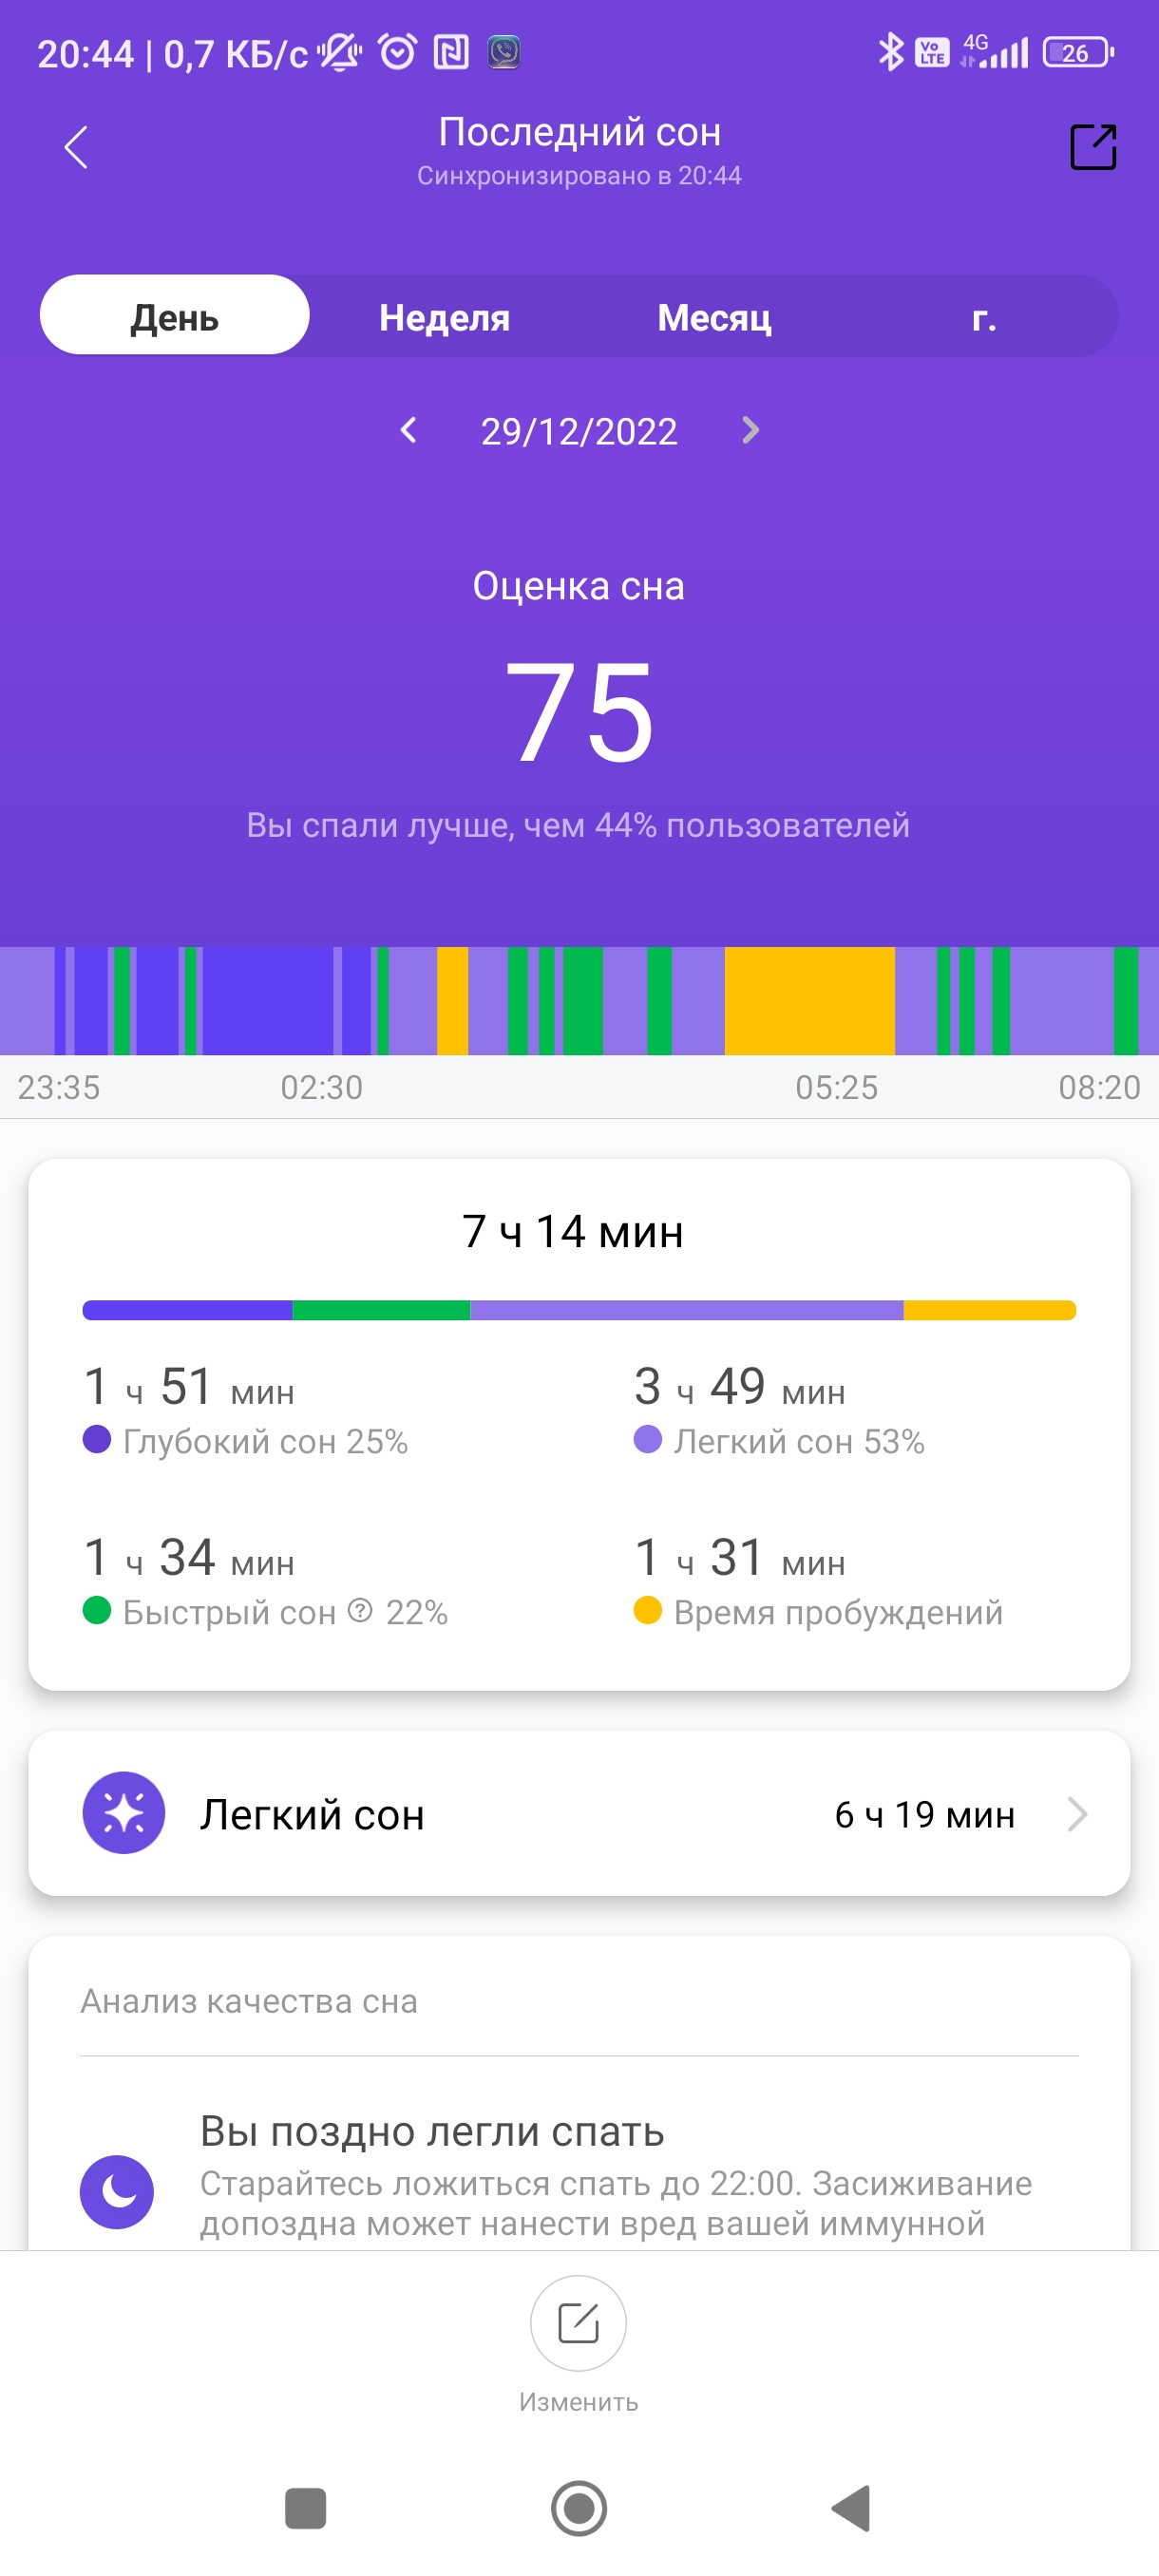 20:44 | 0,7 КБ/с
Vo LTE 4G 26
Последний сон
Синхронизировано в 20:44
День Неделя Месяц г.
29/12/2022
Оценка сна
75
Вы спали лучше, чем 44% пользователей
23:35 02:30 05:25 08:20
7 ч 14 мин
1 ч 51 мин 3 ч 49 мин
Глубокий сон 25% Легкий сон 53%
1 ч 34 мин 1 ч 31 мин
Быстрый сон ? 22% Время пробуждений
Легкий сон 6 ч 19 мин
Анализ качества сна
Вы поздно легли спать
Старайтесь ложиться спать до 22:00. Засиживание
допоздна может нанести вред вашей иммунной
Изменить